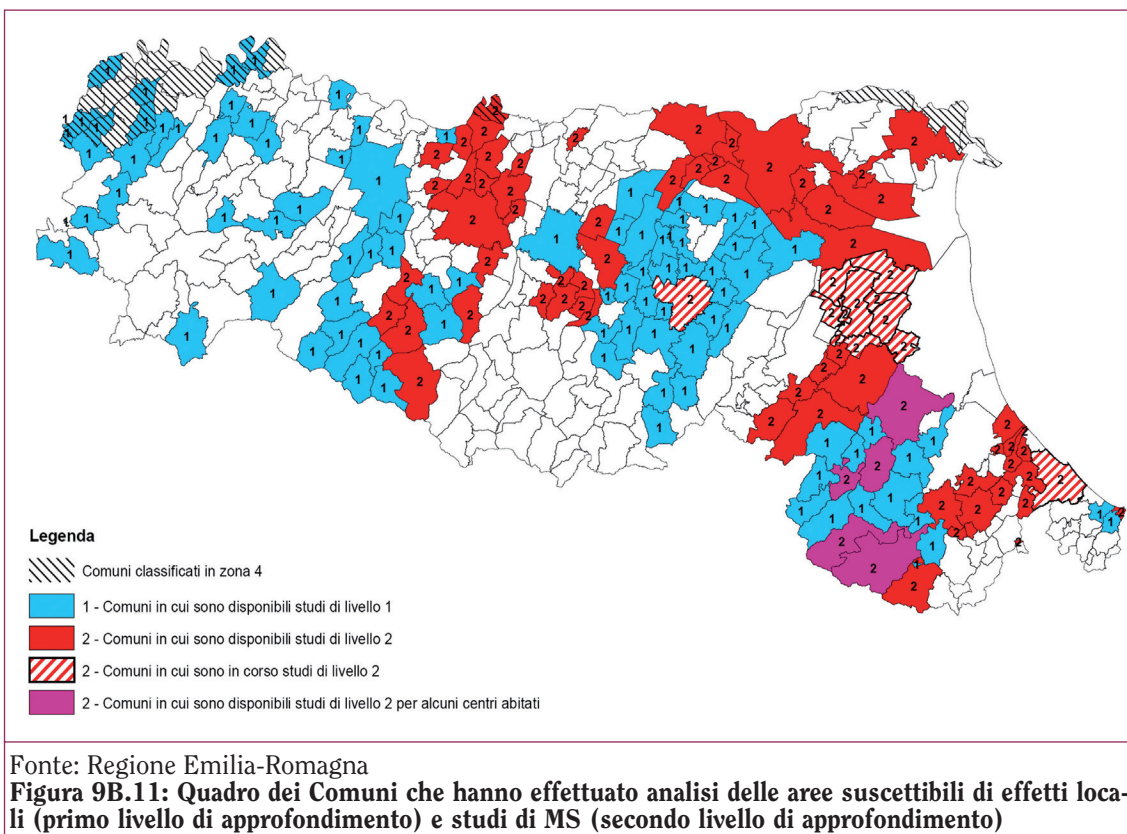 Legenda
Comuni classificati in zona 4
1 - Comuni in cui sono disponibili studi di livello 1
2 - Comuni in cui sono disponibili studi di livello 2
2 - Comuni in cui sono in corso studi di livello 2
2 - Comuni in cui sono disponibili studi di livello 2 per alcuni centri abitati
Fonte: Regione Emilia-Romagna
Figura 9B.11: Quadro dei Comuni che hanno effettuato analisi delle aree suscettibili di effetti loca-
li (primo livello di approfondimento) e studi di MS (secondo livello di approfondimento)